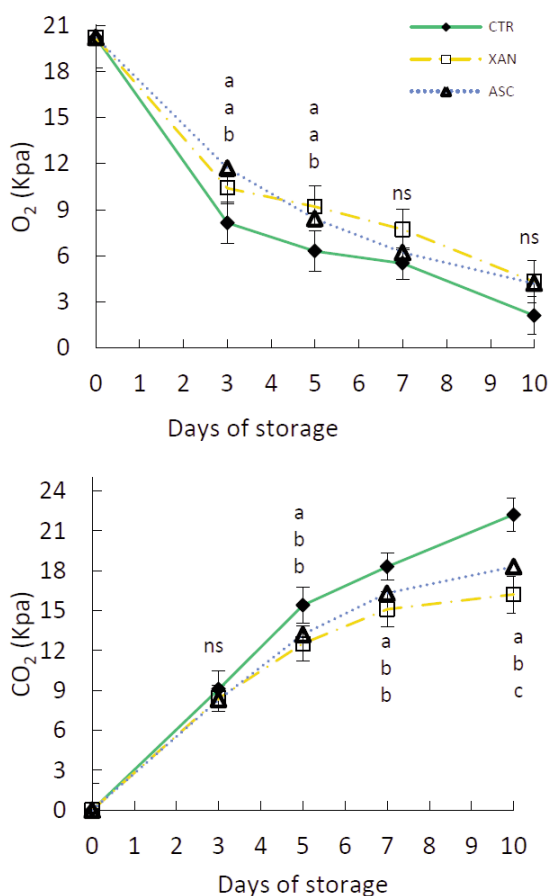 21
18
15
12
9
6
3
0
O₂ (Kpa)
CTR
XAN
ASC
a
a
b
a
a
b
ns
ns
0 1 2 3 4 5 6 7 8 9 10
Days of storage
24
21
18
15
12
9
6
3
0
CO₂ (Kpa)
ns
a
b
b
a
b
b
a
b
c
0 1 2 3 4 5 6 7 8 9 10
Days of storage